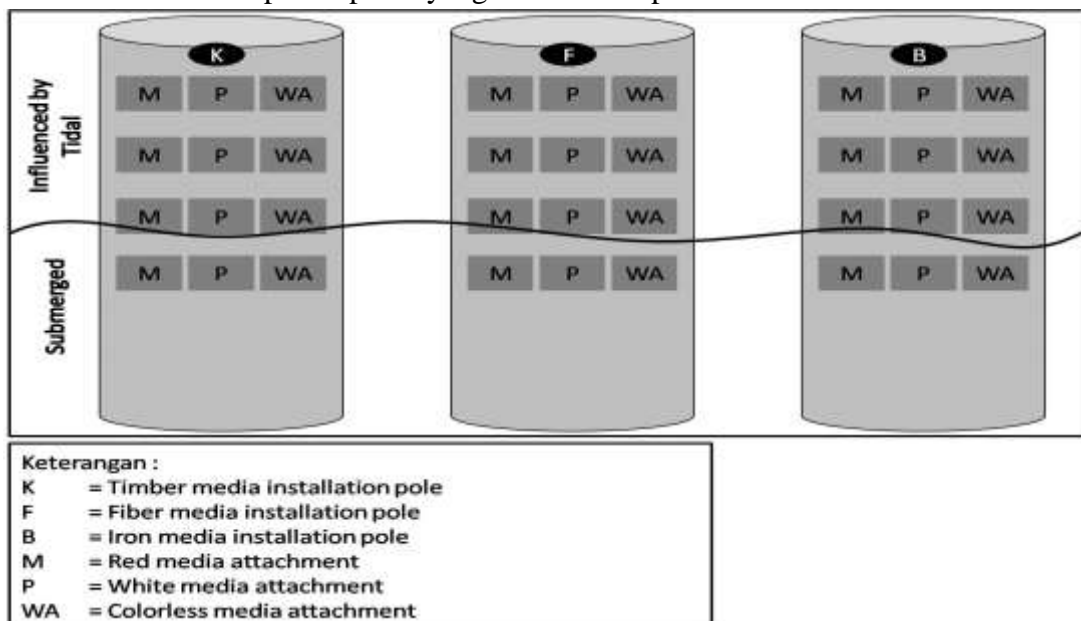 K F B
M P WA M P WA M P WA
M P WA M P WA M P WA
M P WA M P WA M P WA
M P WA M P WA M P WA
Influenced by
Tidal
Submerged
Keterangan :
K = Timber media installation pole
F = Fiber media installation pole
B = Iron media installation pole
M = Red media attachment
P = White media attachment
WA = Colorless media attachment